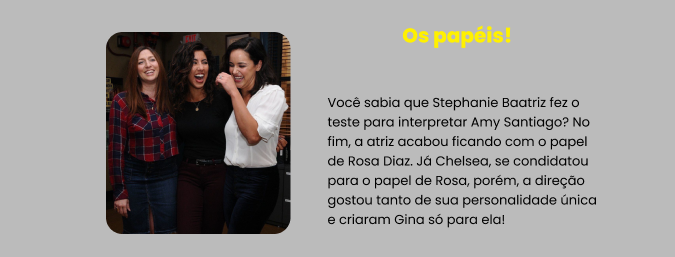 Os papéis!
Você sabia que Stephanie Baatriz fez o
teste para interpretar Amy Santiago? No
fim, a atriz acabou ficando com o papel
de Rosa Diaz. Já Chelsea, se condidatou
para o papel de Rosa, porém, a direção
gostou tanto de sua personalidade única
e criaram Gina só para ela!